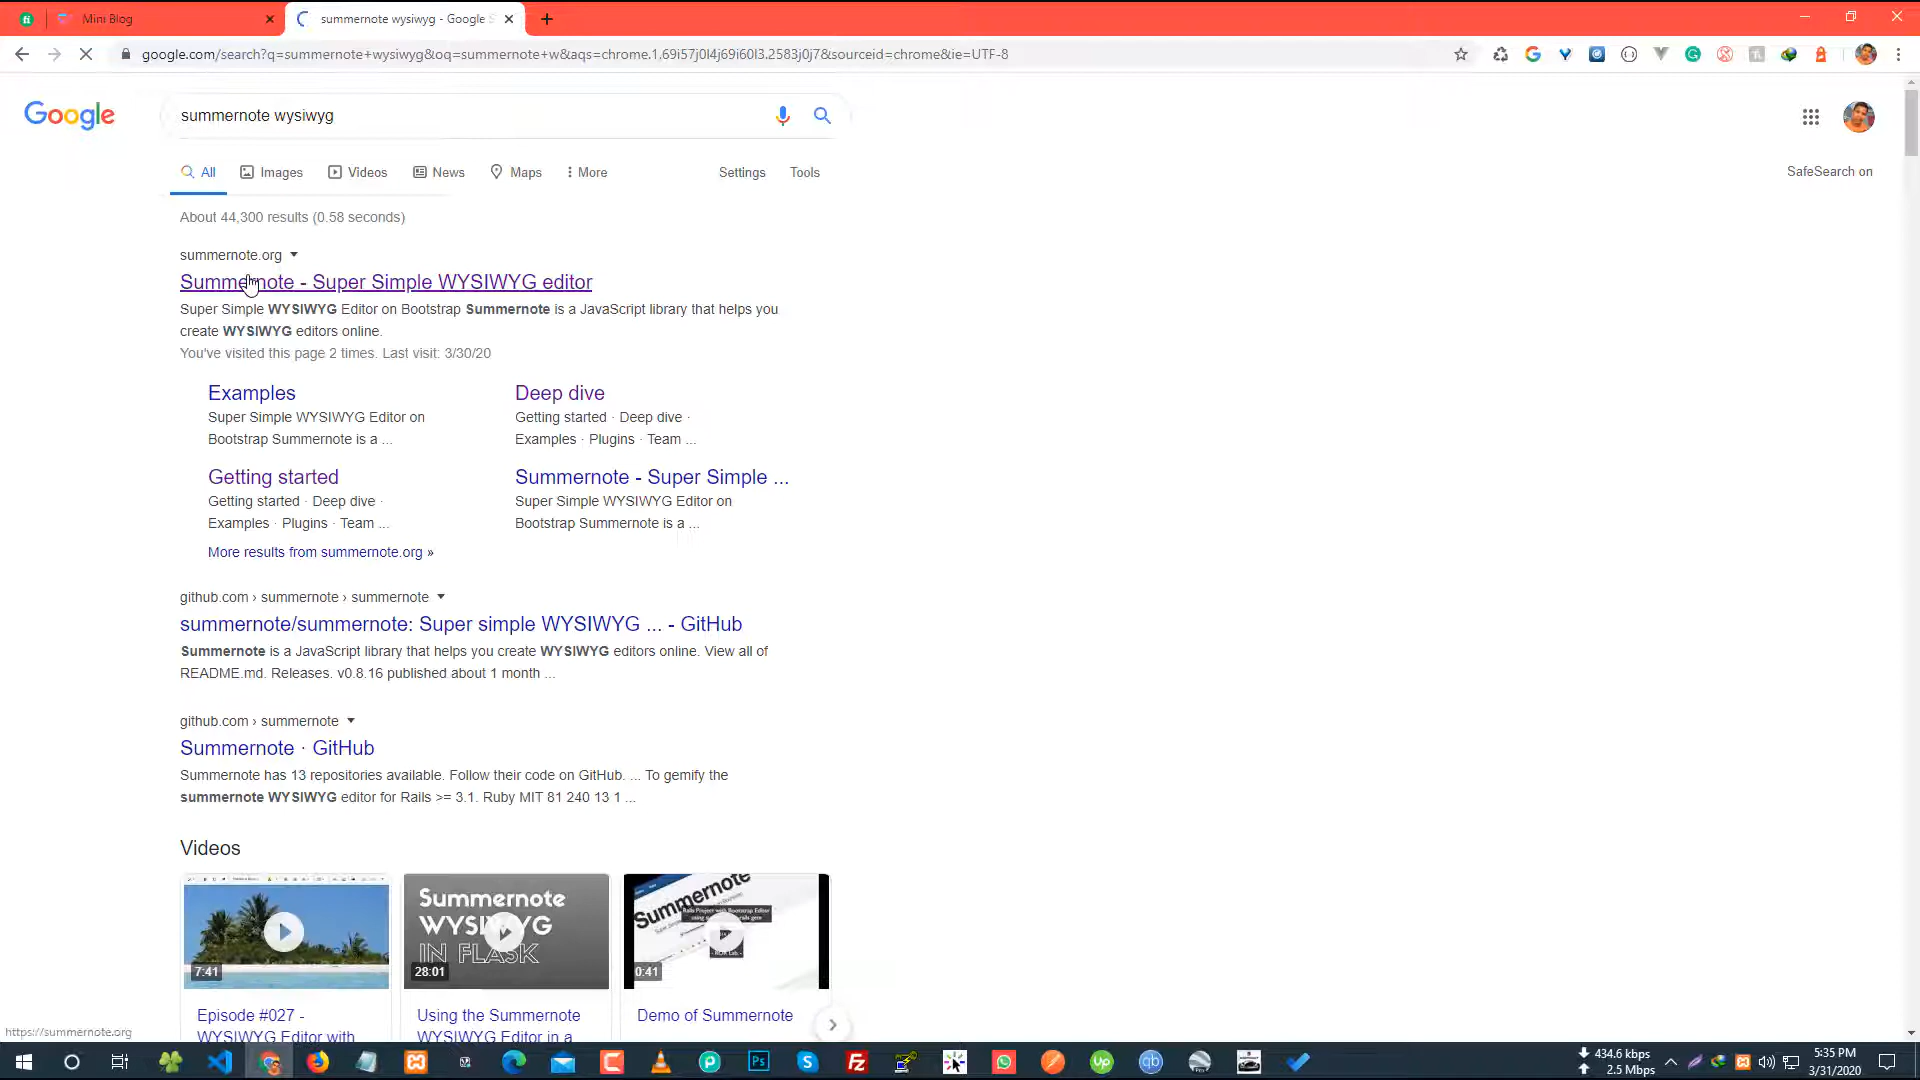 Mini Blog
summernote wysiwyg - Google S
google.com/search?q=summernote+wysiwyg&oq=summernote+w&aqs=chrome.1.69i57j0l4j69i60l3.2583j0j7&sourceid=chrome&ie=UTF-8
Google
summernote wysiwyg
All Images Videos News Maps More Settings Tools
SafeSearch on
About 44,300 results (0.58 seconds)
summernote.org
Summernote - Super Simple WYSIWYG editor
Super Simple WYSIWYG Editor on Bootstrap Summernote is a JavaScript library that helps you
create WYSIWYG editors online.
You've visited this page 2 times. Last visit: 3/30/20
Examples
Super Simple WYSIWYG Editor on
Bootstrap Summernote is a ...
Deep dive
Getting started · Deep dive ·
Examples · Plugins · Team ...
Getting started
Getting started · Deep dive ·
Examples · Plugins · Team ...
Summernote - Super Simple ...
Super Simple WYSIWYG Editor on
Bootstrap Summernote is a ...
More results from summernote.org »
github.com › summernote › summernote
summernote/summernote: Super simple WYSIWYG ... - GitHub
Summernote is a JavaScript library that helps you create WYSIWYG editors online. View all of
README.md. Releases. v0.8.16 published about 1 month ...
github.com › summernote
Summernote · GitHub
Summernote has 13 repositories available. Follow their code on GitHub. ... To gemify the
summernote WYSIWYG editor for Rails >= 3.1. Ruby MIT 81 240 13 1 ...
Videos
7:41
Summernote
WYSIWYG
IN FLASK
28:01
Summernote
0:41
Episode #027 -
WYSIWYG Editor with
Using the Summernote
WYSIWYG Editor in a
Demo of Summernote
https://summernote.org
434.6 kbps
2.5 Mbps
5:35 PM
3/31/2020